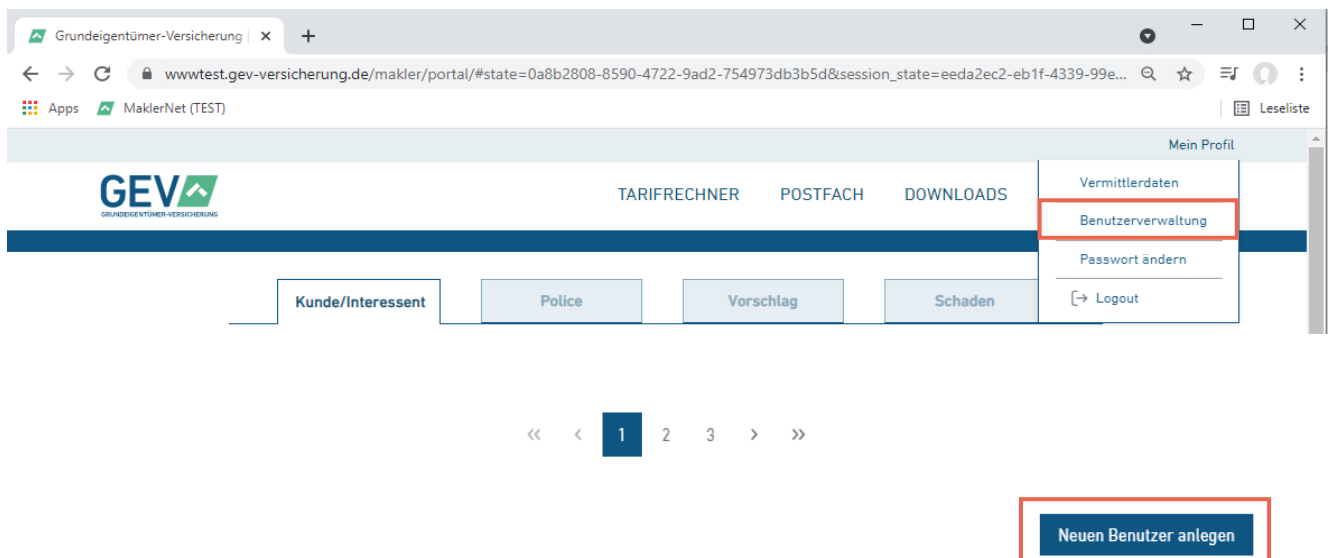 Grundeigentümer-Versicherung |
wwwtest.gev-versicherung.de/makler/portal/#state=0a8b2808-8590-4722-9ad2-754973db3b5d&session_state=eeda2ec2-eb1f-4339-99e...
Apps MaklerNet (TEST) Leseliste
Mein Profil
GEV
GRUNDEIGENTÜMER-VERSICHERUNG
TARIFRECHNER POSTFACH DOWNLOADS
Vermittlerdaten
Benutzerverwaltung
Passwort ändern
Logout
Kunde/Interessent Police Vorschlag Schaden
« < 1 2 3 > »
Neuen Benutzer anlegen